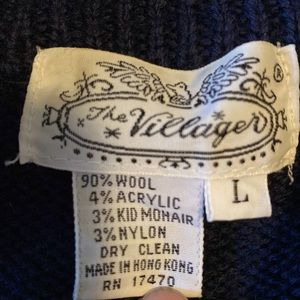 ®
The Villager
90% WOOL
4% ACRYLIC
3% KID MOHAIR
3% NYLON
DRY CLEAN
MADE IN HONG KONG
RN 17470
L